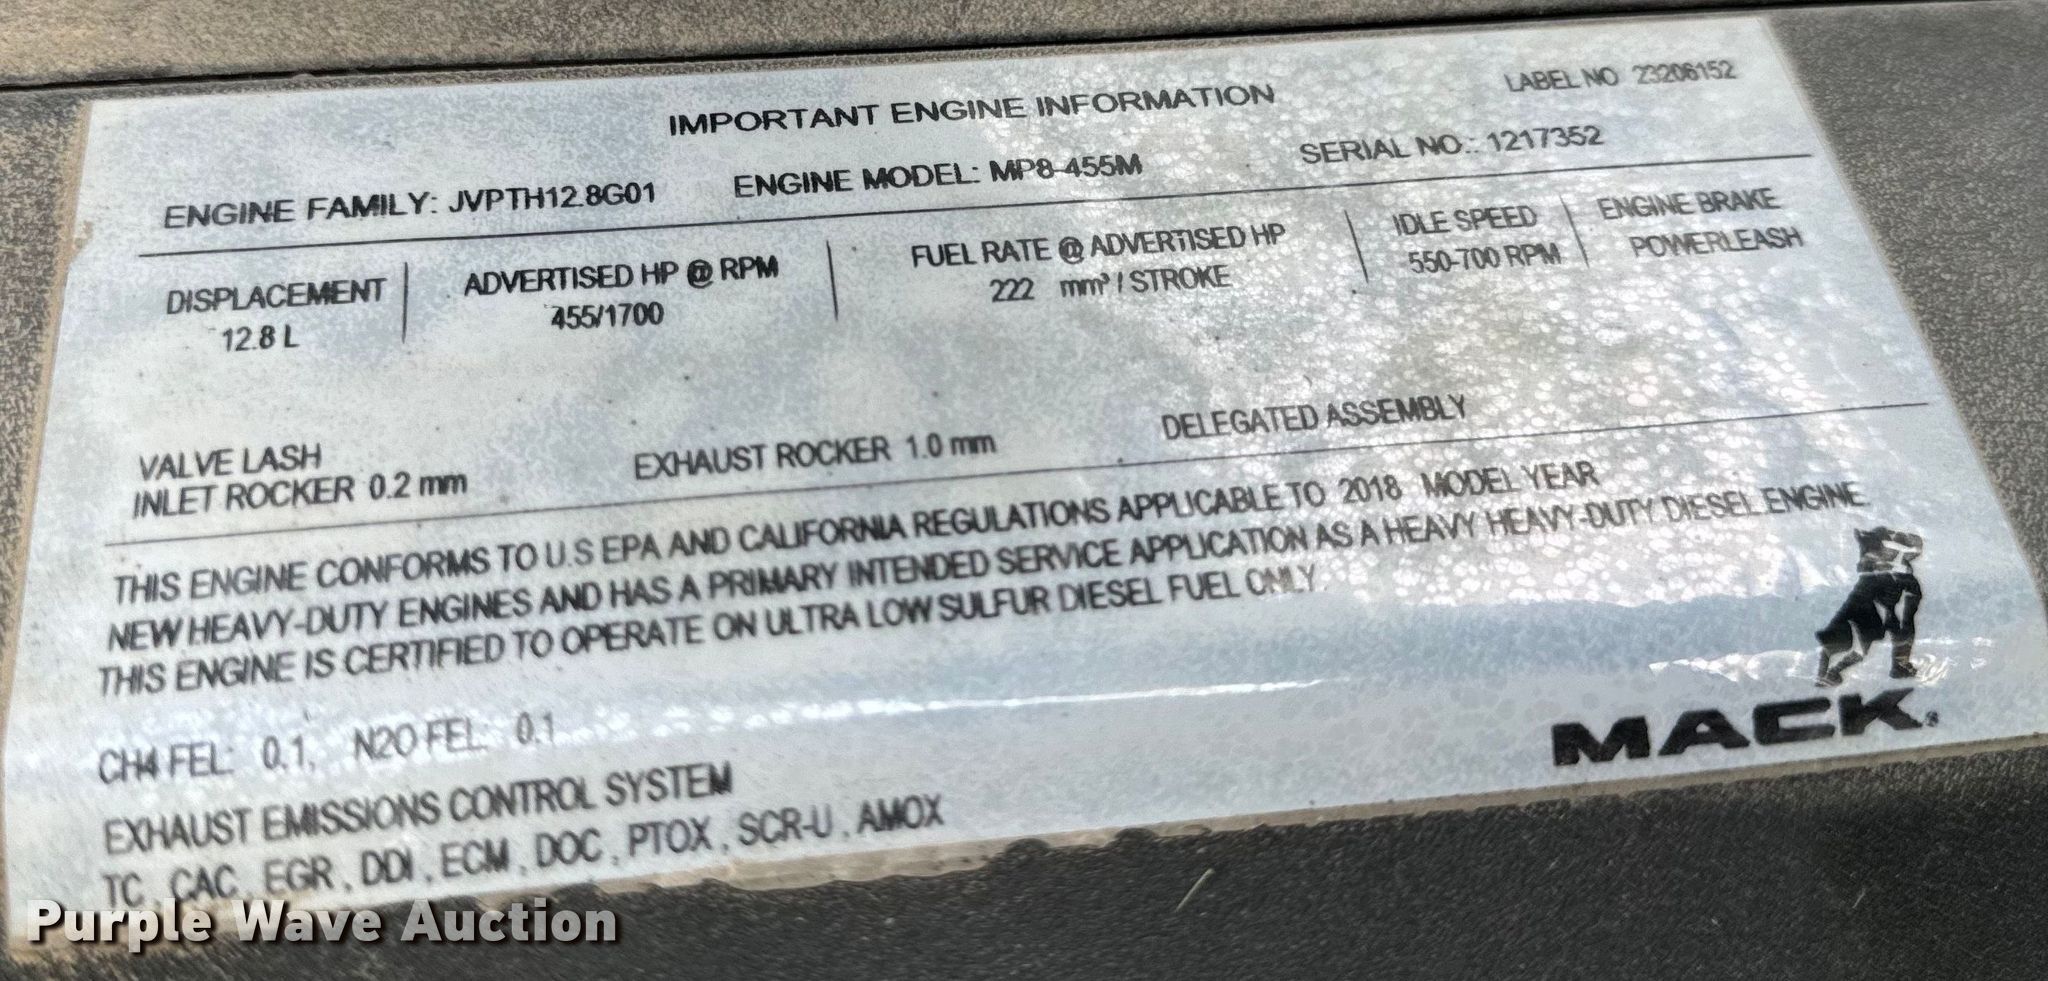 IMPORTANT ENGINE INFORMATION
LABEL NO 23206152
ENGINE FAMILY: JVPTH12.8G01 ENGINE MODEL: MP8-455M SERIAL NO.: 1217352
DISPLACEMENT
12.8 L
ADVERTISED HP @ RPM
455/1700
FUEL RATE @ ADVERTISED HP
222 mm³ / STROKE
IDLE SPEED
550-700 RPM
ENGINE BRAKE
POWERLEASH
VALVE LASH
INLET ROCKER 0.2 mm EXHAUST ROCKER 1.0 mm DELEGATED ASSEMBLY
THIS ENGINE CONFORMS TO U.S EPA AND CALIFORNIA REGULATIONS APPLICABLE TO 2018 MODEL YEAR
NEW HEAVY-DUTY ENGINES AND HAS A PRIMARY INTENDED SERVICE APPLICATION AS A HEAVY HEAVY-DUTY DIESEL ENGINE
THIS ENGINE IS CERTIFIED TO OPERATE ON ULTRA LOW SULFUR DIESEL FUEL ONLY.
CH4 FEL: 0.1, N2O FEL: 0.1
EXHAUST EMISSIONS CONTROL SYSTEM
TC, CAC, EGR, DDI, ECM, DOC, PTOX, SCR-U, AMOX
MACK®
Purple Wave Auction